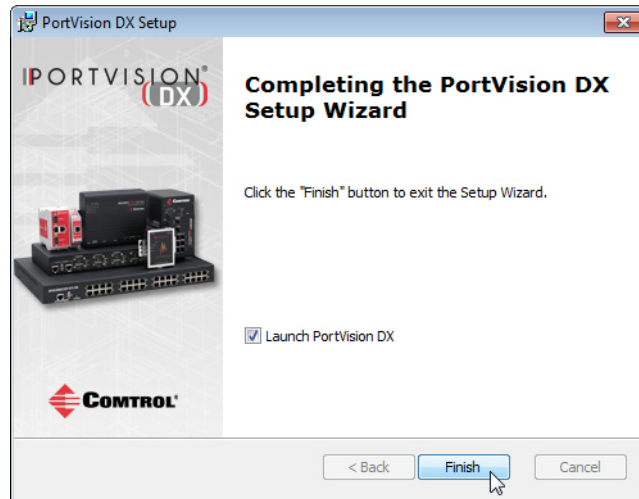 PortVision DX Setup
PORTVISION®
(DX)
Completing the PortVision DX
Setup Wizard
Click the "Finish" button to exit the Setup Wizard.
Launch PortVision DX
COMTROL®
< Back
Finish
Cancel